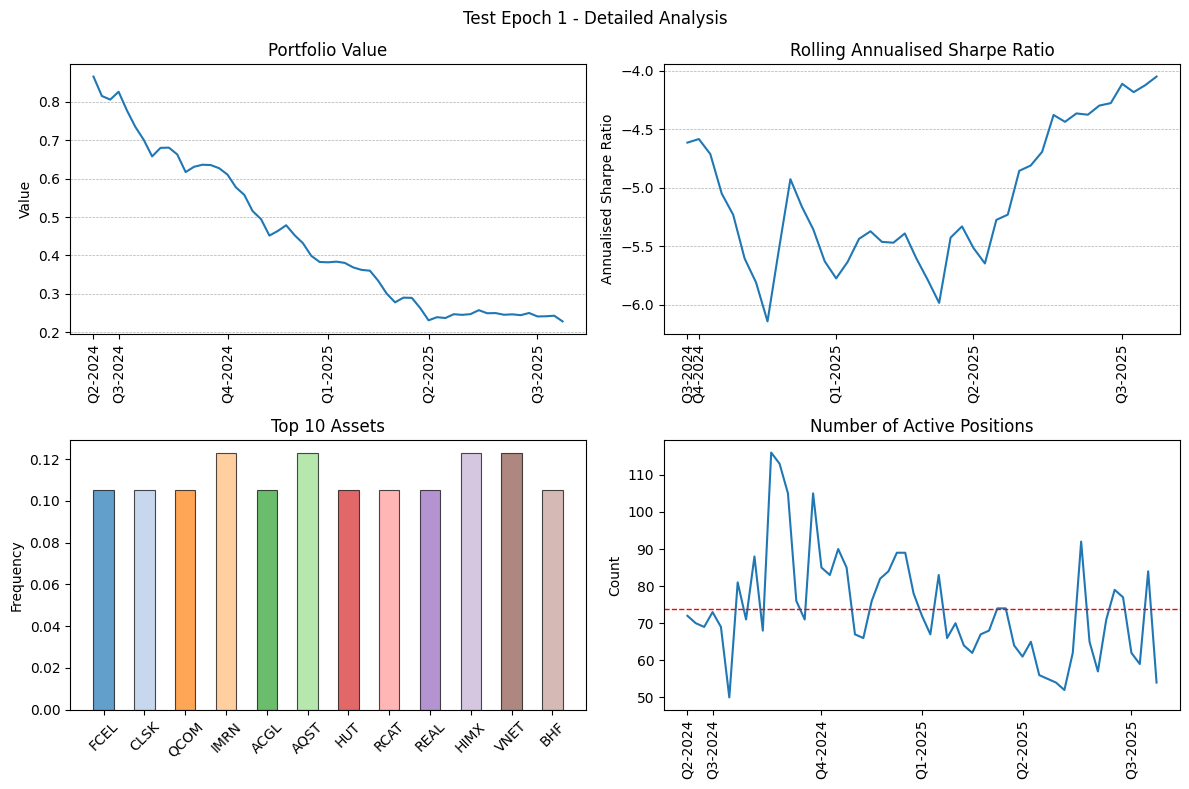 Test Epoch 1 - Detailed Analysis
Portfolio Value
Value
0.8
0.7
0.6
0.5
0.4
0.3
0.2
Q2-2024
Q3-2024
Q4-2024
Q1-2025
Q2-2025
Q3-2025
Rolling Annualised Sharpe Ratio
Annualised Sharpe Ratio
−4.0
−4.5
−5.0
−5.5
−6.0
Q3-2024
Q4-2024
Q1-2025
Q2-2025
Q3-2025
Top 10 Assets
Frequency
0.12
0.10
0.08
0.06
0.04
0.02
0.00
FCEL
CLSK
QCOM
IMRN
ACGL
AQST
HUT
RCAT
REAL
HIMX
VNET
BHF
Number of Active Positions
Count
110
100
90
80
70
60
50
Q2-2024
Q3-2024
Q4-2024
Q1-2025
Q2-2025
Q3-2025